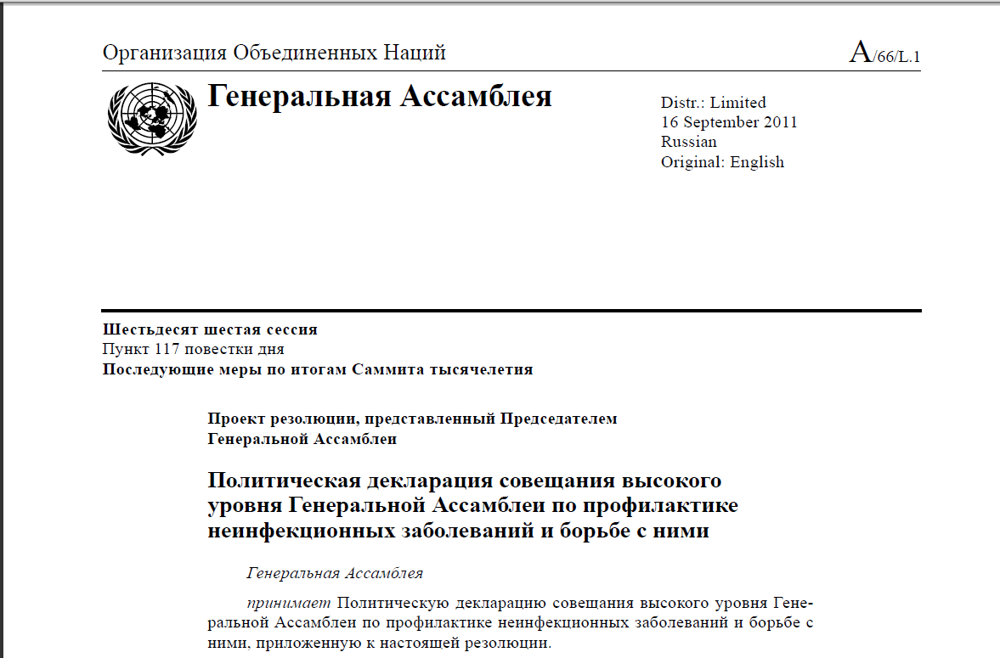 Организация Объединенных Наций
A/66/L.1
Генеральная Ассамблея
Distr.: Limited
16 September 2011
Russian
Original: English
Шестьдесят шестая сессия
Пункт 117 повестки дня
Последующие меры по итогам Саммита тысячелетия
Проект резолюции, представленный Председателем
Генеральной Ассамблеи
Политическая декларация совещания высокого
уровня Генеральной Ассамблеи по профилактике
неинфекционных заболеваний и борьбе с ними
Генеральная Ассамблея
принимает Политическую декларацию совещания высокого уровня Гене-
ральной Ассамблеи по профилактике неинфекционных заболеваний и борьбе с
ними, приложенную к настоящей резолюции.